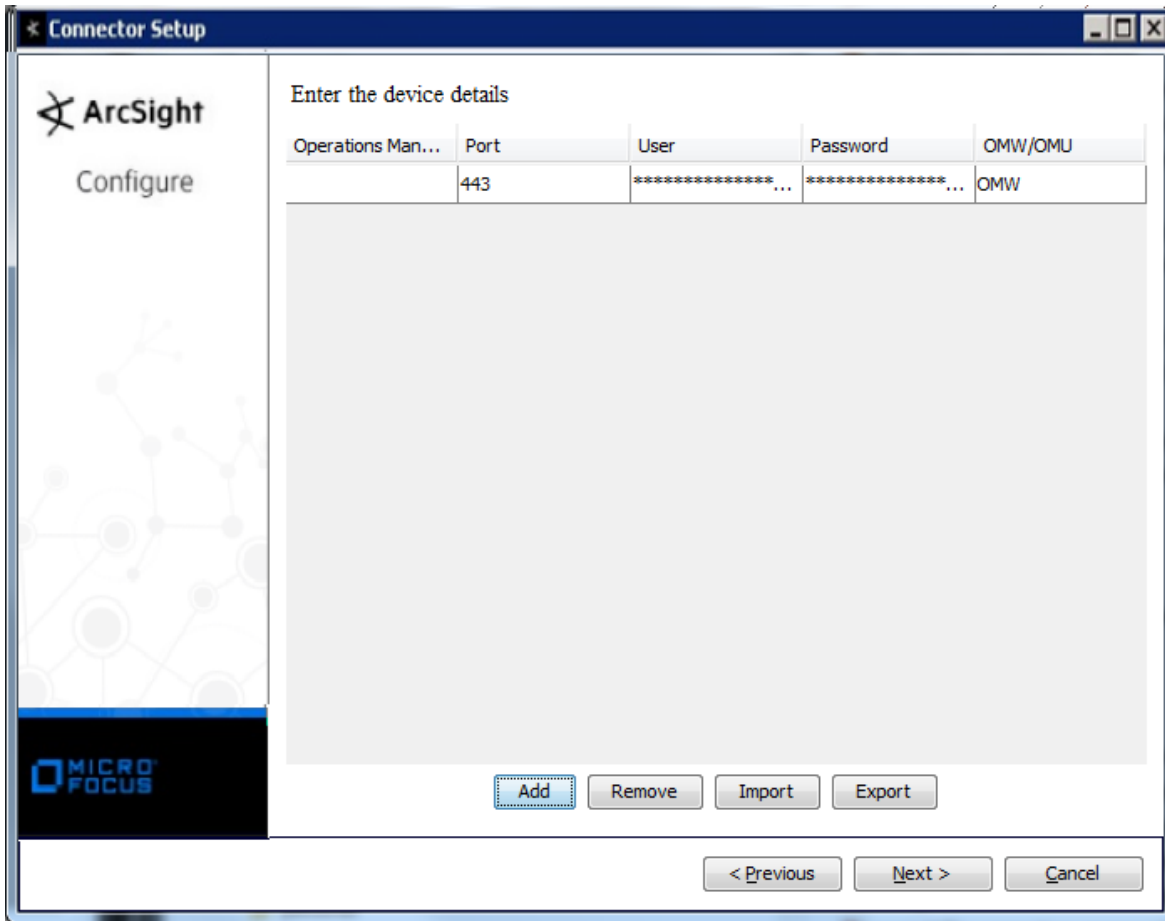 Connector Setup
ArcSight
Configure
Enter the device details
Operations Man... Port User Password OMW/OMU
443 **************... **************... OMW
MICRO
FOCUS
Add Remove Import Export
< Previous Next > Cancel